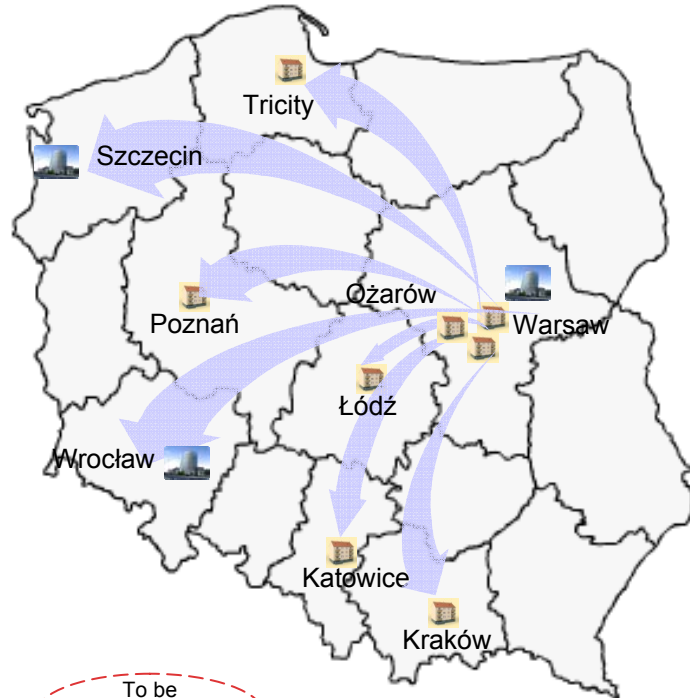 Tricity
Szczecin
Ożarów
Poznań
Warsaw
Łódź
Wrocław
Katowice
Kraków
To be